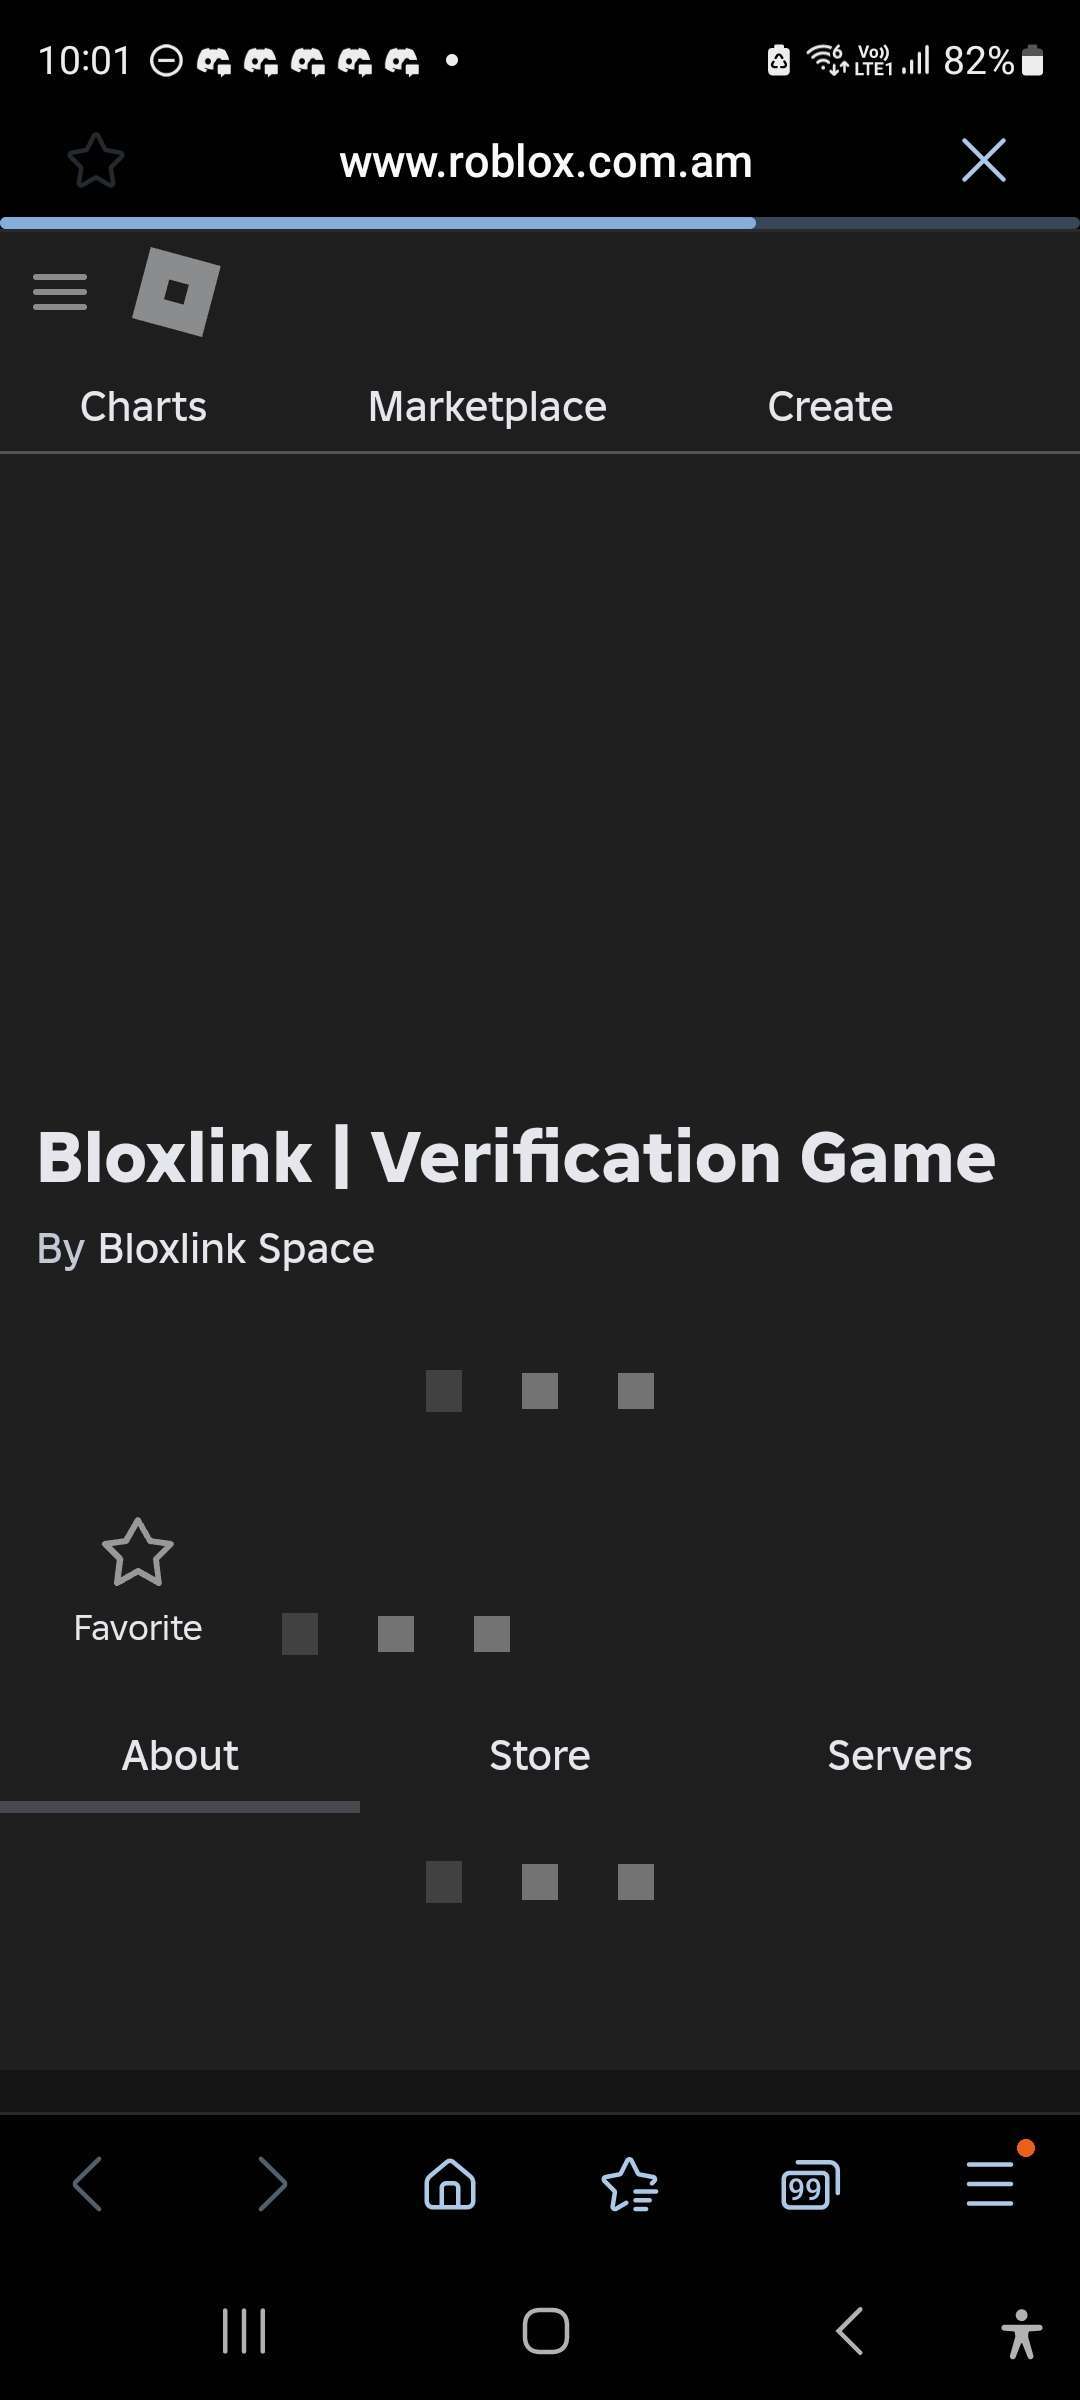 10:01 Vo)) LTE1 82%
www.roblox.com.am
Charts Marketplace Create
Bloxlink | Verification Game
By Bloxlink Space
Favorite
About Store Servers
99